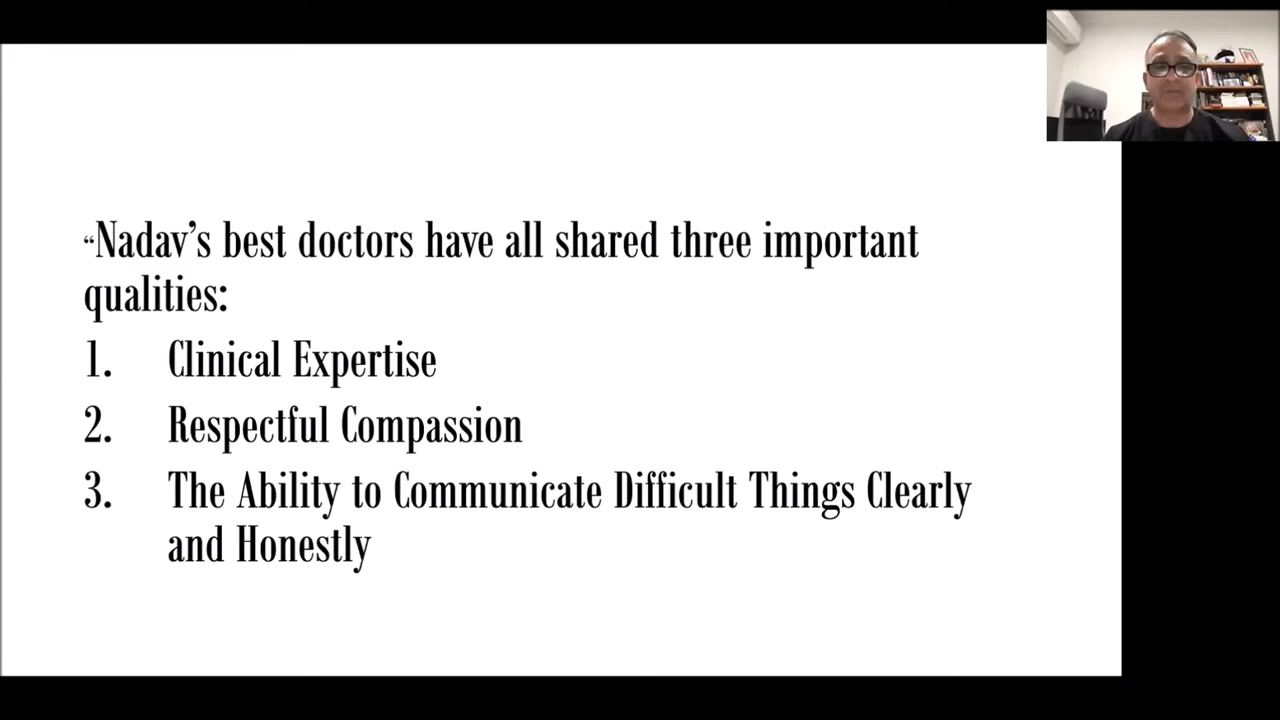 “Nadav’s best doctors have all shared three important
qualities:
1. Clinical Expertise
2. Respectful Compassion
3. The Ability to Communicate Difficult Things Clearly
and Honestly